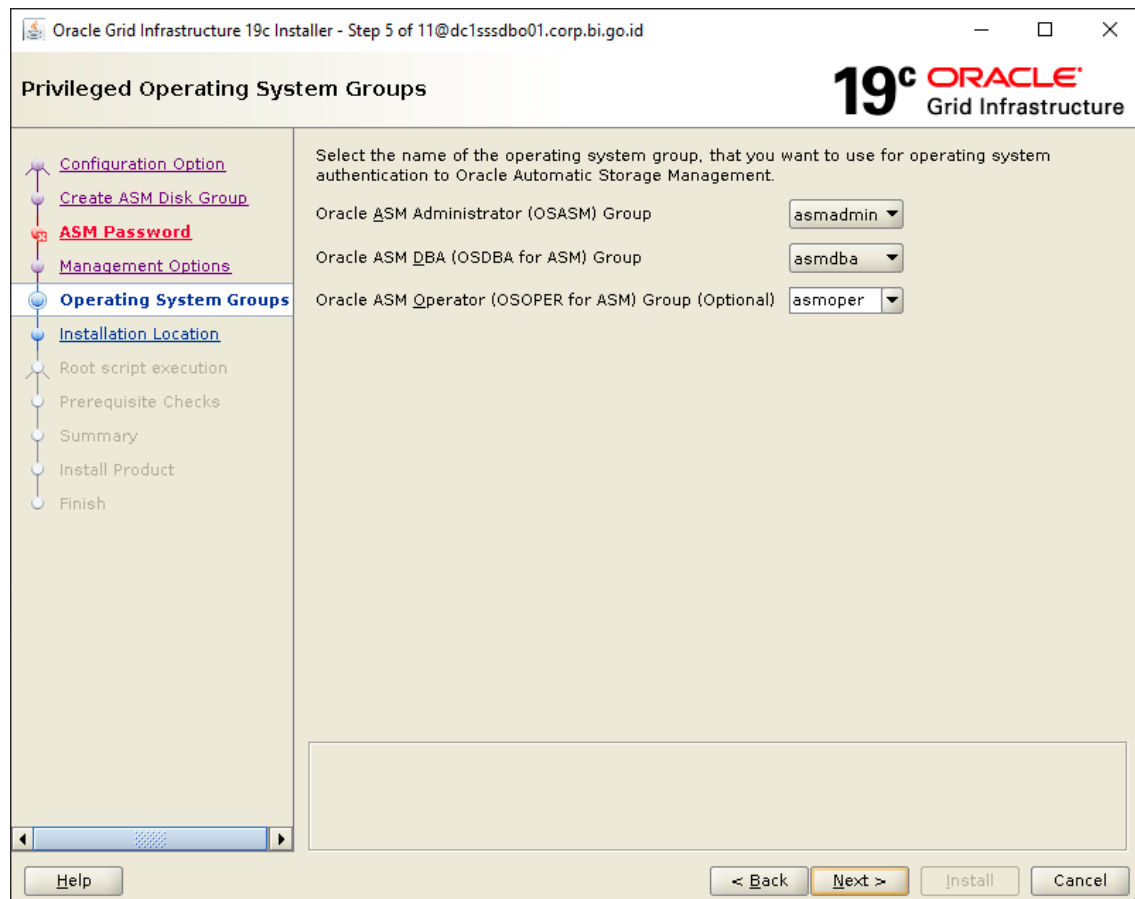 Oracle Grid Infrastructure 19c Installer - Step 5 of 11@dc1sssdbo01.corp.bi.go.id
Privileged Operating System Groups
19c ORACLE
Grid Infrastructure
Configuration Option
Create ASM Disk Group
ASM Password
Management Options
Operating System Groups
Installation Location
Root script execution
Prerequisite Checks
Summary
Install Product
Finish
Select the name of the operating system group, that you want to use for operating system
authentication to Oracle Automatic Storage Management.
Oracle ASM Administrator (OSASM) Group asmadmin
Oracle ASM DBA (OSDBA for ASM) Group asmdba
Oracle ASM Operator (OSOPER for ASM) Group (Optional) asmoper
Help < Back Next > Install Cancel